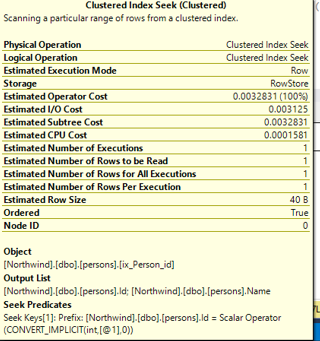 Clustered Index Seek (Clustered)
Scanning a particular range of rows from a clustered index.
Physical Operation Clustered Index Seek
Logical Operation Clustered Index Seek
Estimated Execution Mode Row
Storage RowStore
Estimated Operator Cost 0.0032831 (100%)
Estimated I/O Cost 0.003125
Estimated Subtree Cost 0.0032831
Estimated CPU Cost 0.0001581
Estimated Number of Executions 1
Estimated Number of Rows to be Read 1
Estimated Number of Rows for All Executions 1
Estimated Number of Rows Per Execution 1
Estimated Row Size 40 B
Ordered True
Node ID 0
Object
[Northwind].[dbo].[persons].[ix_Person_id]
Output List
[Northwind].[dbo].[persons].Id; [Northwind].[dbo].[persons].Name
Seek Predicates
Seek Keys[1]: Prefix: [Northwind].[dbo].[persons].Id = Scalar Operator
(CONVERT_IMPLICIT(int,[@1],0))